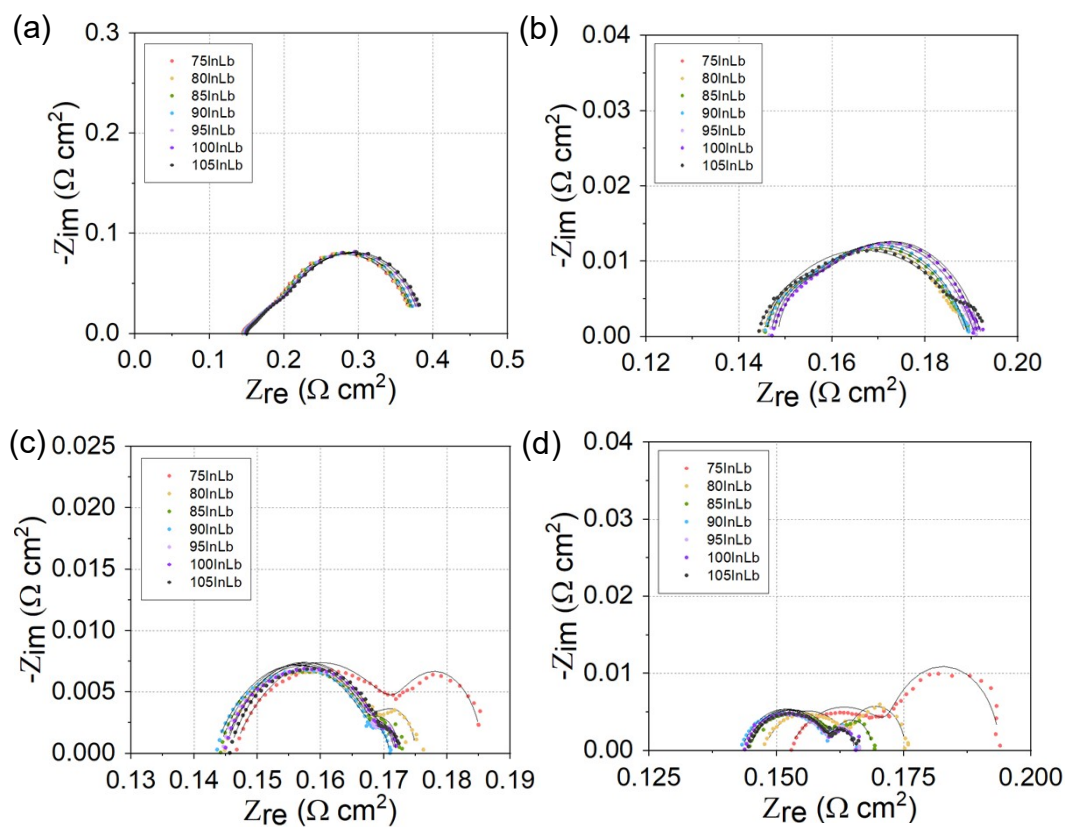 (a)
0.3
0.2
0.1
0.0
-Zim (Ω cm²)
75InLb
80InLb
85InLb
90InLb
95InLb
100InLb
105InLb
0.0 0.1 0.2 0.3 0.4 0.5
Zre (Ω cm²)
(b)
0.04
0.03
0.02
0.01
0.00
-Zim (Ω cm²)
75InLb
80InLb
85InLb
90InLb
95InLb
100InLb
105InLb
0.12 0.14 0.16 0.18 0.20
Zre (Ω cm²)
(c)
0.025
0.020
0.015
0.010
0.005
0.000
-Zim (Ω cm²)
75InLb
80InLb
85InLb
90InLb
95InLb
100InLb
105InLb
0.13 0.14 0.15 0.16 0.17 0.18 0.19
Zre (Ω cm²)
(d)
0.04
0.03
0.02
0.01
0.00
-Zim (Ω cm²)
75InLb
80InLb
85InLb
90InLb
95InLb
100InLb
105InLb
0.125 0.150 0.175 0.200
Zre (Ω cm²)